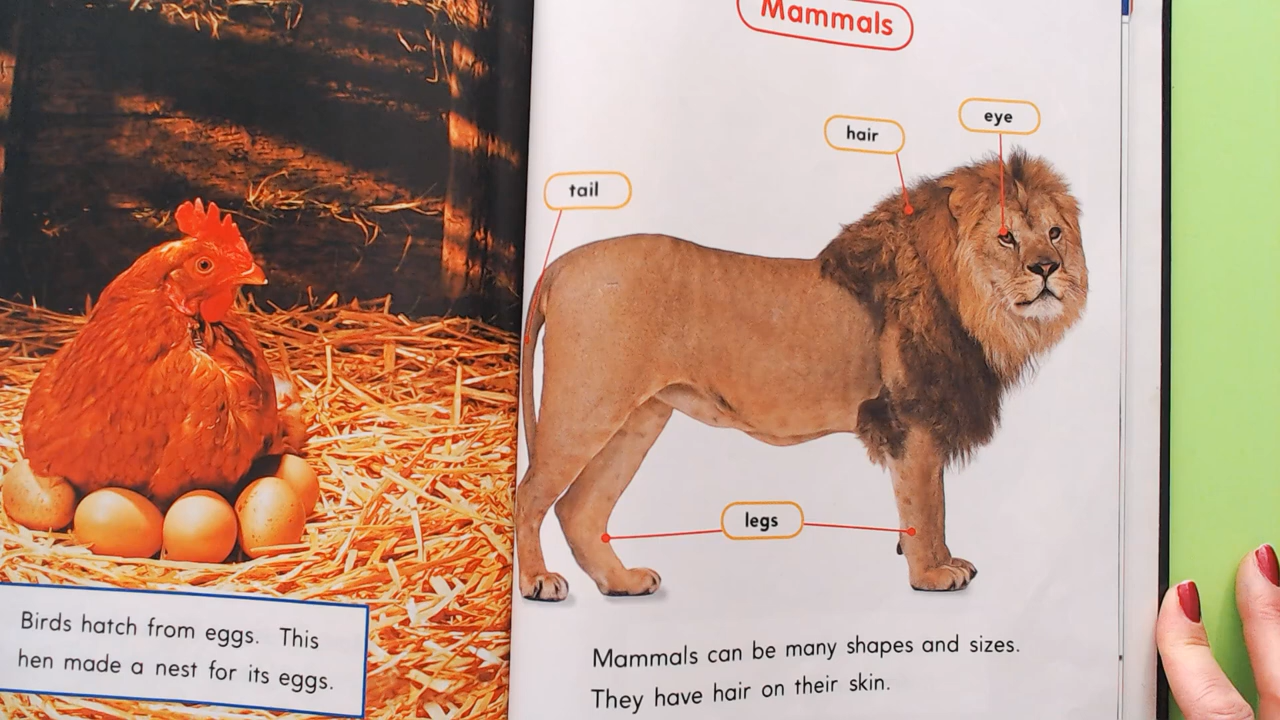 Birds hatch from eggs. This
hen made a nest for its eggs.
Mammals
eye
hair
tail
legs
Mammals can be many shapes and sizes.
They have hair on their skin.